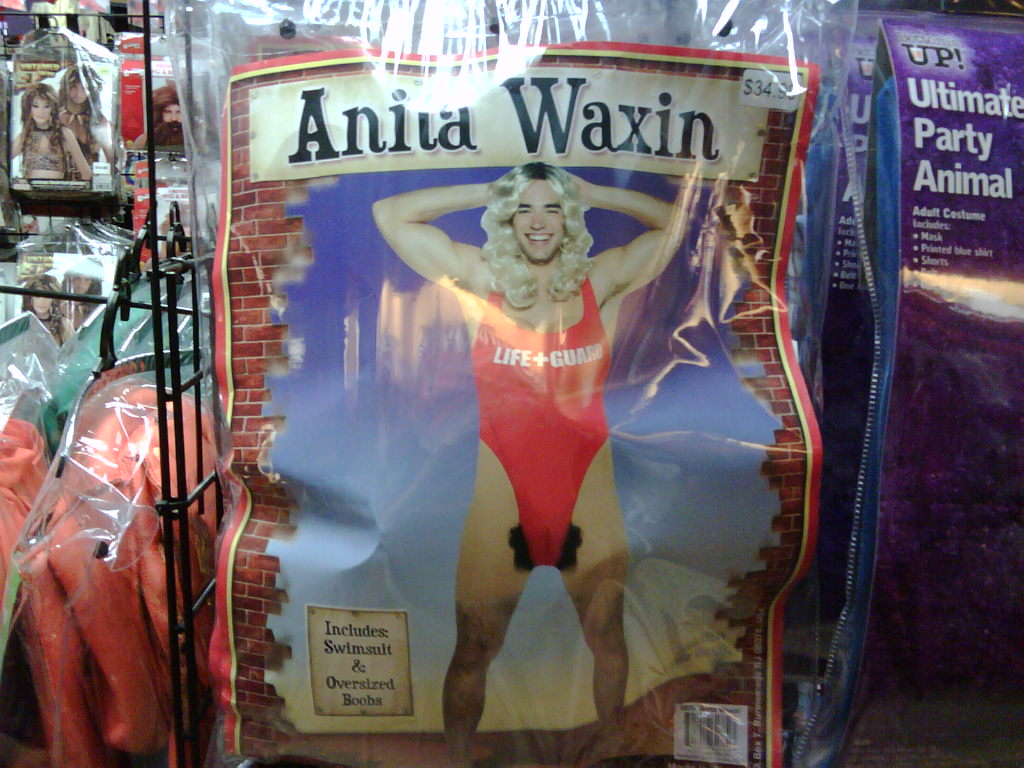 Anita Waxin
$34.
LIFE+GUARD
Includes:
Swimsuit
&
Oversized
Boobs
UP!
Ultimate
Party
Animal
Adult Costume
Includes:
• Mask
• Printed blue shirt
• Shorts